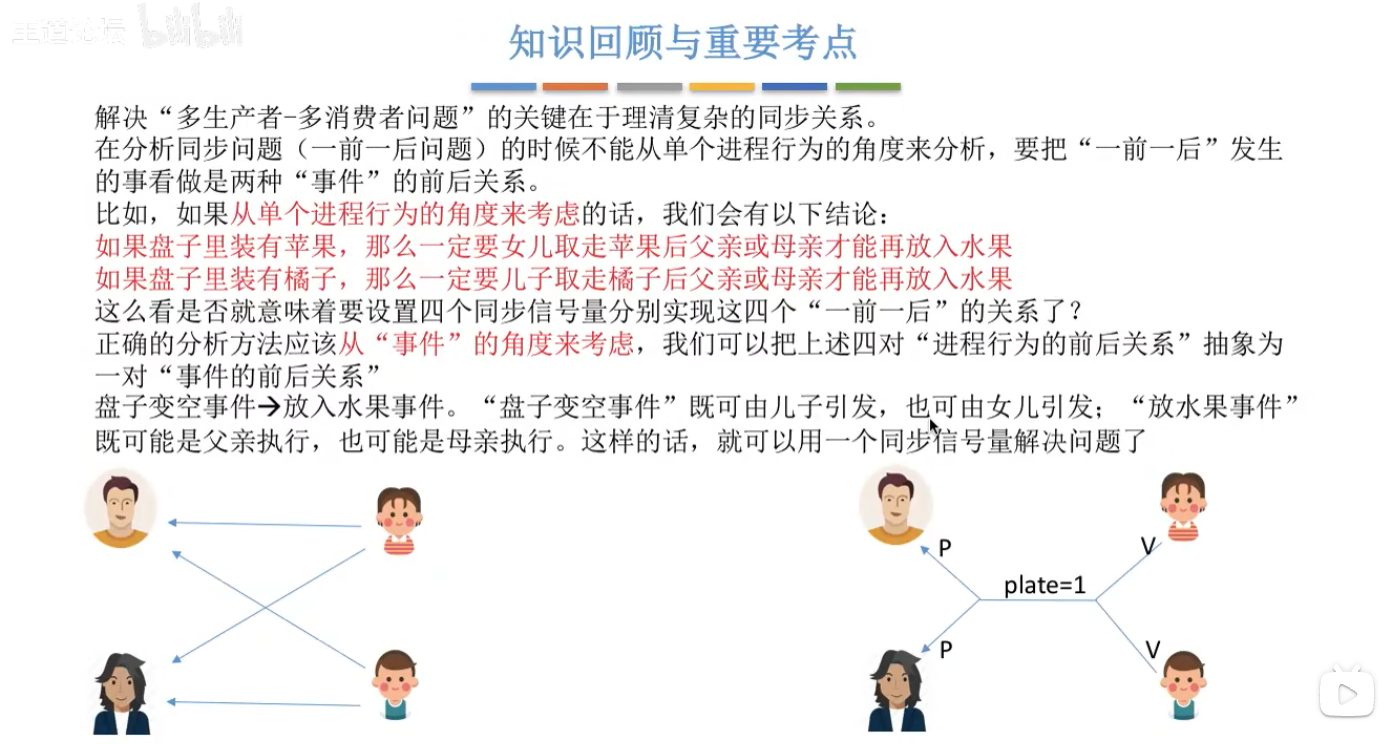 王道论坛 bilibili
知识回顾与重要考点
解决“多生产者-多消费者问题”的关键在于理清复杂的同步关系。
在分析同步问题（一前一后问题）的时候不能从单个进程行为的角度来分析，要把“一前一后”发生
的事看做是两种“事件”的前后关系。
比如，如果从单个进程行为的角度来考虑的话，我们会有以下结论：
如果盘子里装有苹果，那么一定要女儿取走苹果后父亲或母亲才能再放入水果
如果盘子里装有橘子，那么一定要儿子取走橘子后父亲或母亲才能再放入水果
这么看是否就意味着要设置四个同步信号量分别实现这四个“一前一后”的关系了？
正确的分析方法应该从“事件”的角度来考虑，我们可以把上述四对“进程行为的前后关系”抽象为
一对“事件的前后关系”
盘子变空事件→放入水果事件。“盘子变空事件”既可由儿子引发，也可由女儿引发；“放水果事件”
既可能是父亲执行，也可能是母亲执行。这样的话，就可以用一个同步信号量解决问题了
P
V
plate=1
P
V